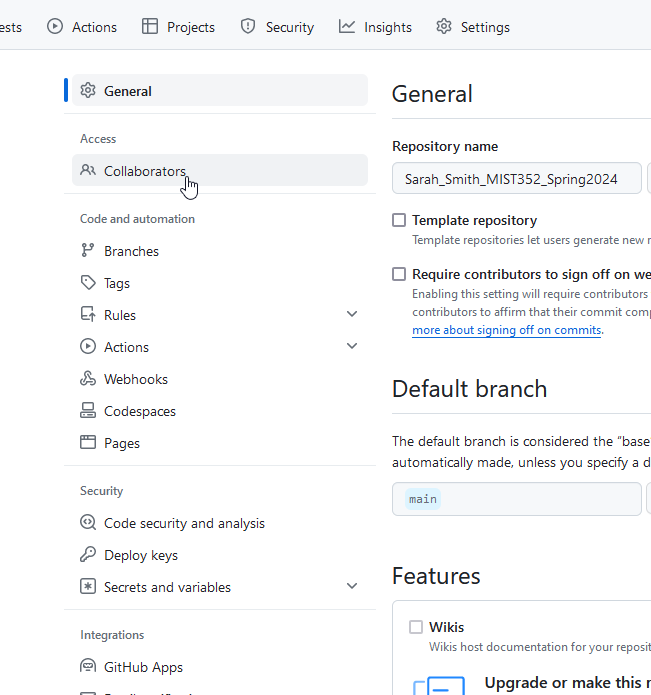 ests Actions Projects Security Insights Settings
General
Access
Collaborators
Code and automation
Branches
Tags
Rules
Actions
Webhooks
Codespaces
Pages
Security
Code security and analysis
Deploy keys
Secrets and variables
Integrations
GitHub Apps
General
Repository name
Sarah_Smith_MIST352_Spring2024
Template repository
Template repositories let users generate new
Require contributors to sign off on we
Enabling this setting will require contributors
contributors to affirm that their commit comp
more about signing off on commits.
Default branch
The default branch is considered the “base
automatically made, unless you specify a d
main
Features
Wikis
Wikis host documentation for your reposit
Upgrade or make this